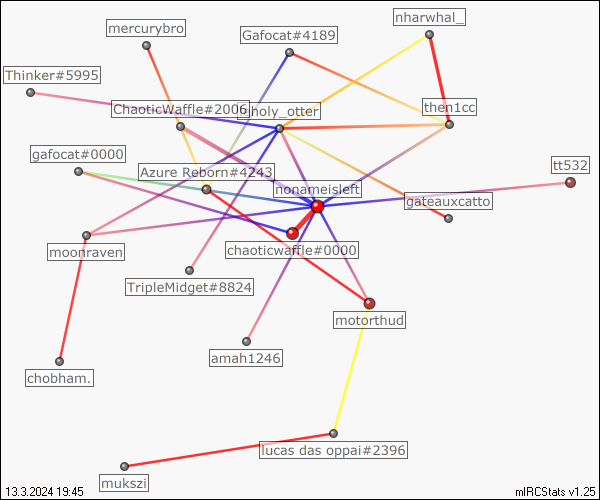 nharwhal_
mercurybro
Gafocat#4189
Thinker#5995
ChaoticWaffle#2006
gholy_otter
then1cc
gafocat#0000
Azure Reborn#4243
tt532
nonameisleft
gateauxcatto
moonraven
chaoticwaffle#0000
TripleMidget#8824
motorthud
amah1246
chobham.
lucas das oppai#2396
mukszi
13.3.2024 19:45
mIRCStats v1.25